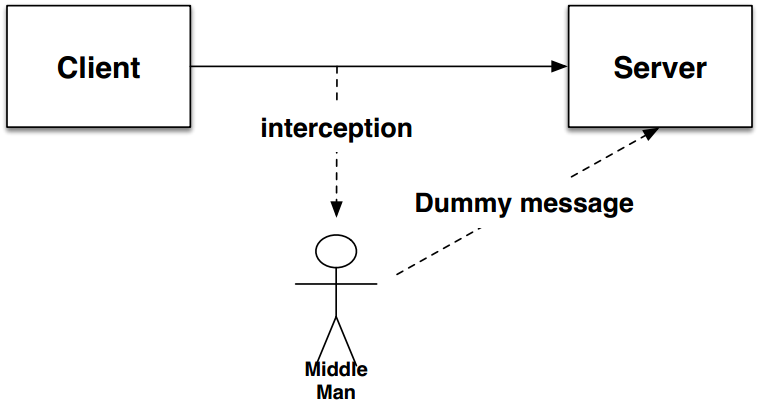 Client
Server
interception
Dummy message
Middle
Man